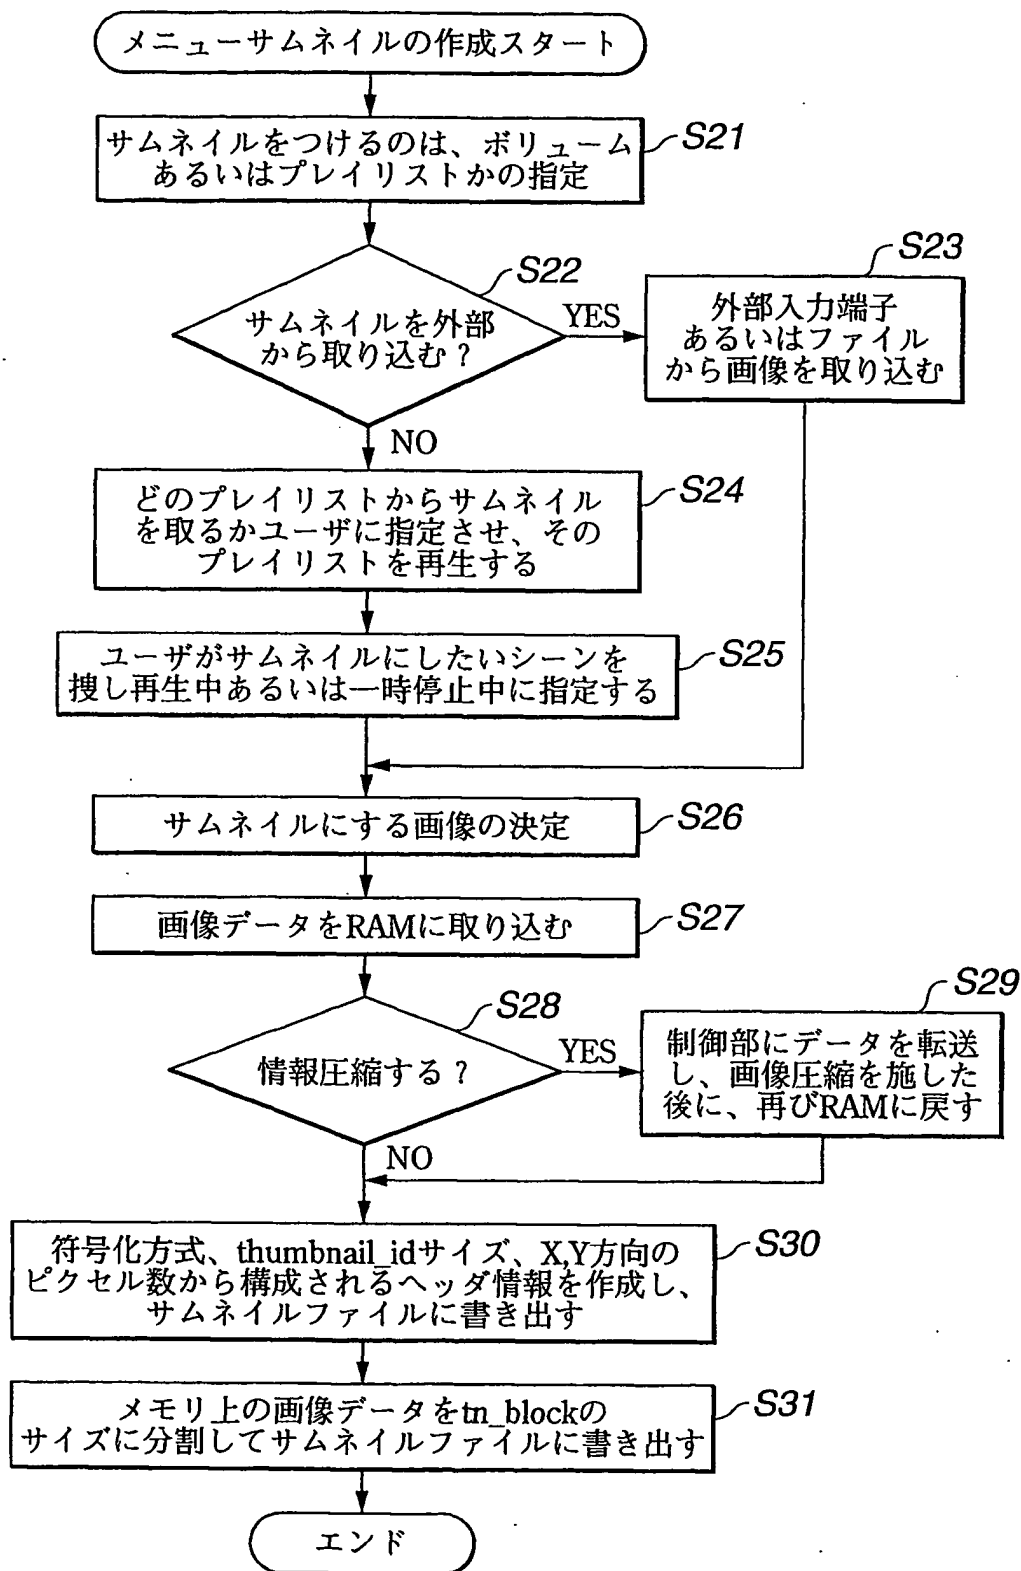 メニューサムネイルの作成スタート
サムネイルをつけるのは、ボリューム
あるいはプレイリストかの指定
S21
S22
サムネイルを外部
から取り込む?
YES
S23
外部入力端子
あるいはファイル
から画像を取り込む
NO
どのプレイリストからサムネイル
を取るかユーザに指定させ、その
プレイリストを再生する
S24
ユーザがサムネイルにしたいシーンを
捜し再生中あるいは一時停止中に指定する
S25
サムネイルにする画像の決定
S26
画像データをRAMに取り込む
S27
S28
情報圧縮する?
YES
S29
制御部にデータを転送
し、画像圧縮を施した
後に、再びRAMに戻す
NO
符号化方式、thumbnail_idサイズ、X,Y方向の
ピクセル数から構成されるヘッダ情報を作成し、
サムネイルファイルに書き出す
S30
メモリ上の画像データをtn_blockの
サイズに分割してサムネイルファイルに書き出す
S31
エンド